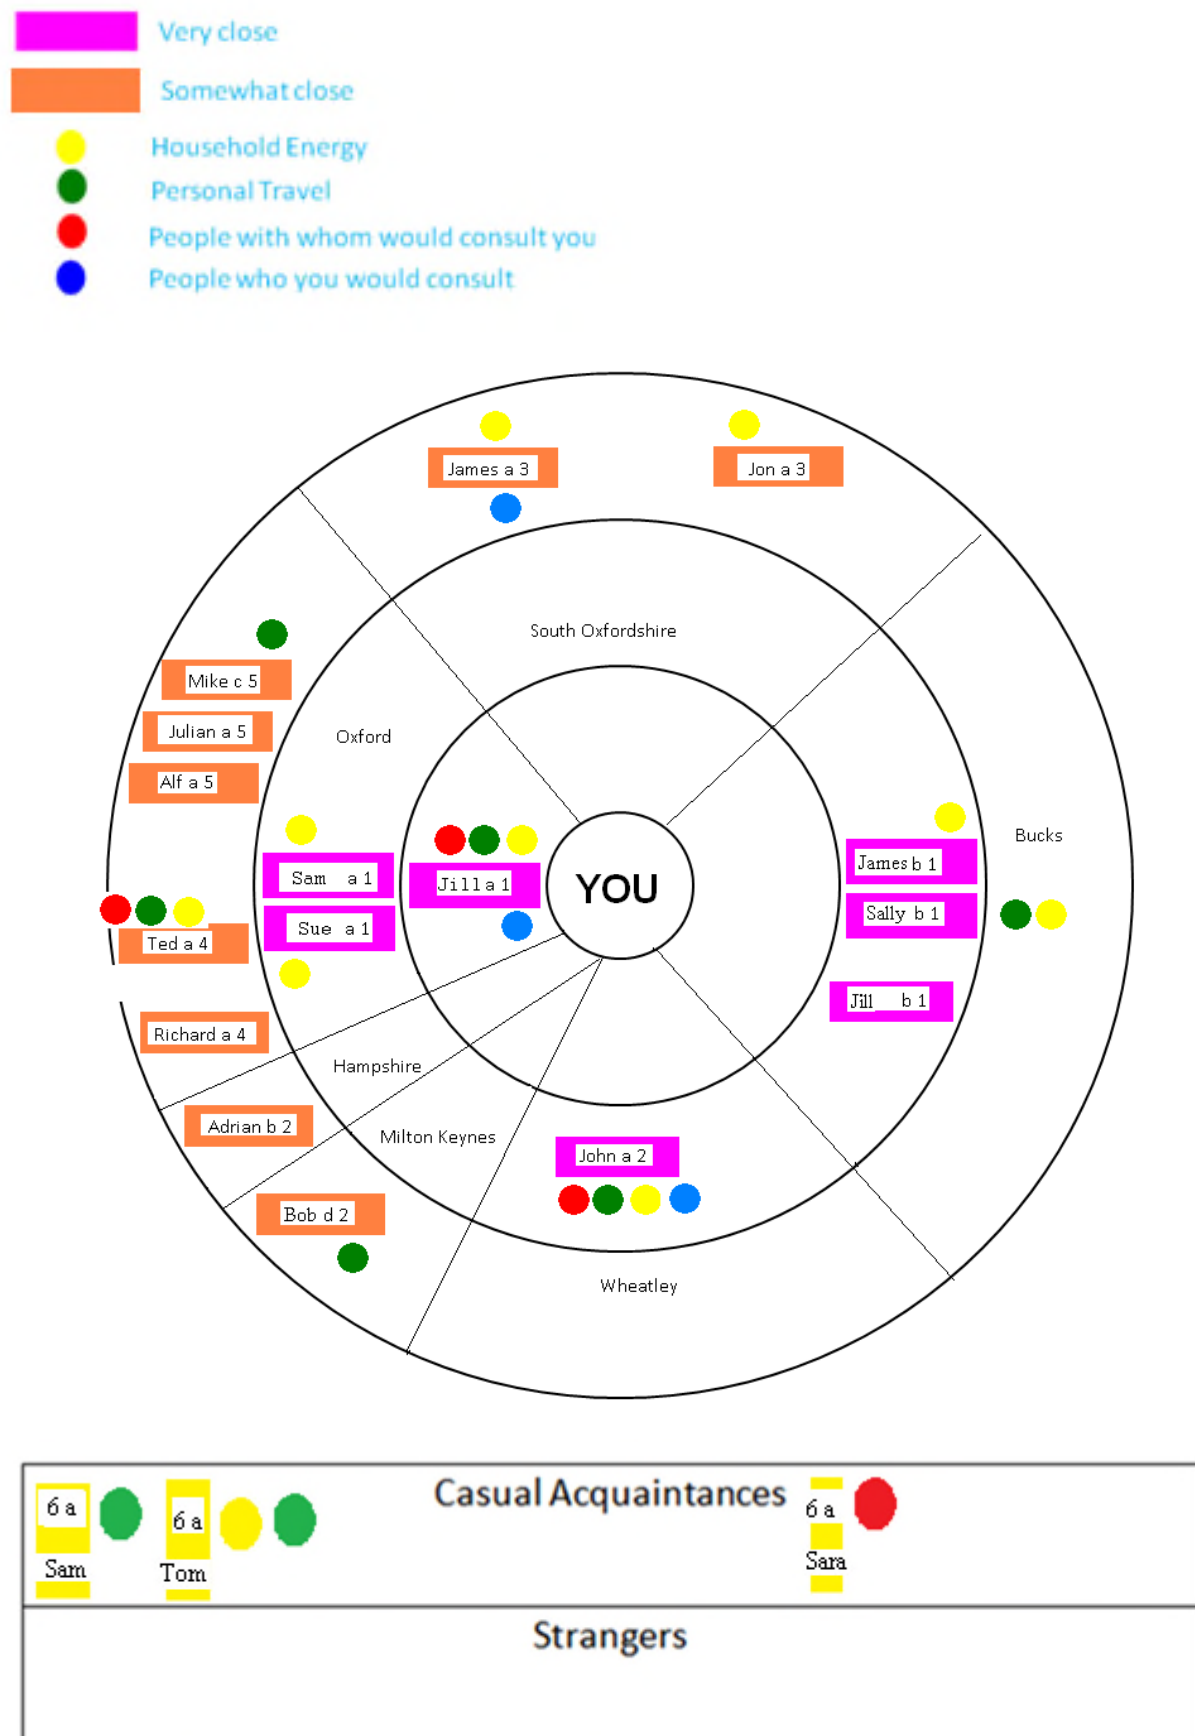 Very close
Somewhat close
Household Energy
Personal Travel
People with whom would consult you
People who you would consult
James a 3
Jon a 3
South Oxfordshire
Mike c 5
Julian a 5
Oxford
Alf a 5
Bucks
James b 1
Sam a 1
Jill a 1
YOU
Sally b 1
Sue a 1
Ted a 4
Jill b 1
Richard a 4
Hampshire
Adrian b 2
Milton Keynes
John a 2
Bob d 2
Wheatley
Casual Acquaintances
6 a
6 a
6 a
Sam
Tom
Sara
Strangers